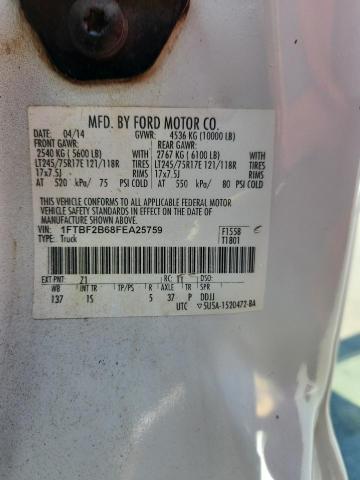 MFD. BY FORD MOTOR CO.
DATE: 04/14 GVWR: 4536 KG (10000 LB)
FRONT GAWR: REAR GAWR:
2540 KG (5600 LB) WITH 2767 KG (6100 LB) WITH
LT245/75R17E 121/118R TIRES LT245/75R17E 121/118R TIRES
17x7.5J RIMS 17x7.5J RIMS
AT 520 kPa/ 75 PSI COLD AT 550 kPa/ 80 PSI COLD
THIS VEHICLE CONFORMS TO ALL APPLICABLE FEDERAL MOTOR
VEHICLE SAFETY STANDARDS IN EFFECT ON THE DATE OF
MANUFACTURE SHOWN ABOVE.
VIN: 1FTBF2B68FEA25759 F1558
TYPE: Truck T1801
EXT PNT: Z1 RC: DSO:
WB INT TR TP/PS R AXLE TR SPR
137 15 5 37 P DDJJ
UTC 5U5A-1520472-BA